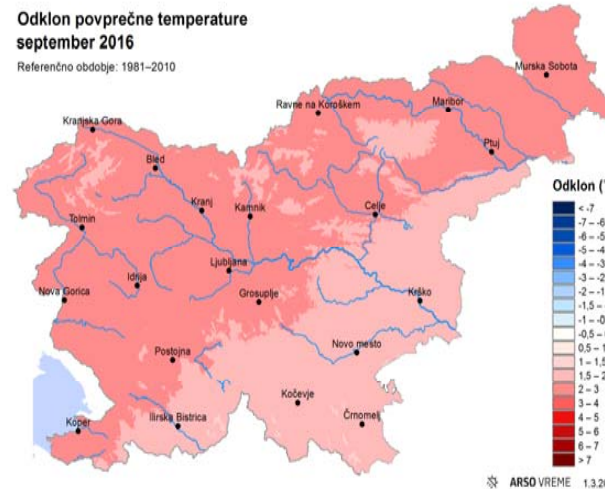 Odklon povprečne temperature
september 2016
Referenčno obdobje: 1981–2010
Murska Sobota
Ravne na Koroškem
Maribor
Kranjska Gora
Ptuj
Bled
Odklon (°
Kranj
Kamnik
Celje
Tolmin
Ljubljana
Idrija
Nova Gorica
Grosuplje
Krško
Novo mesto
Postojna
Kočevje
Koper
Ilirska Bistrica
Črnomelj
< -7
-7 – -6
-6 – -5
-5 – -4
-4 – -3
-3 – -2
-2 – -1
-1,5 – -1
-1 – -0
-0,5 – 
0,5 – 1
1 – 1,5
1,5 – 2
2 – 3
3 – 4
4 – 5
5 – 6
6 – 7
> 7
ARSO VREME 1.3.20